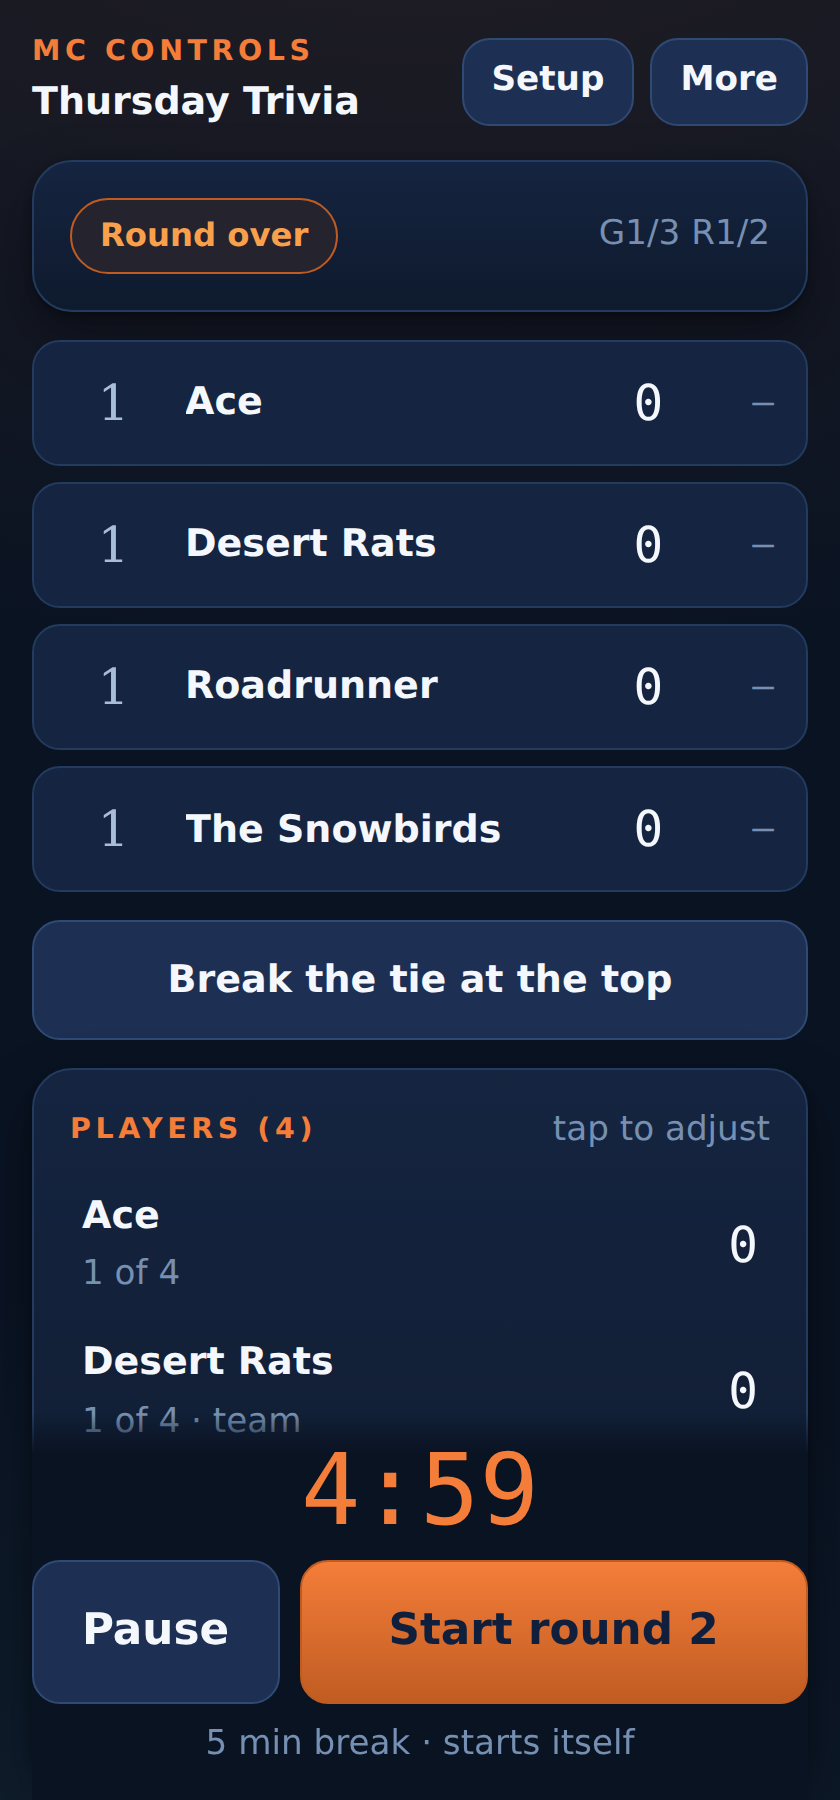 MC CONTROLS
Thursday Trivia
Setup
More
Round over
G1/3 R1/2
1 Ace 0 –
1 Desert Rats 0 –
1 Roadrunner 0 –
1 The Snowbirds 0 –
Break the tie at the top
PLAYERS (4) tap to adjust
Ace
1 of 4
0
Desert Rats
1 of 4 · team
0
4:59
Pause
Start round 2
5 min break · starts itself